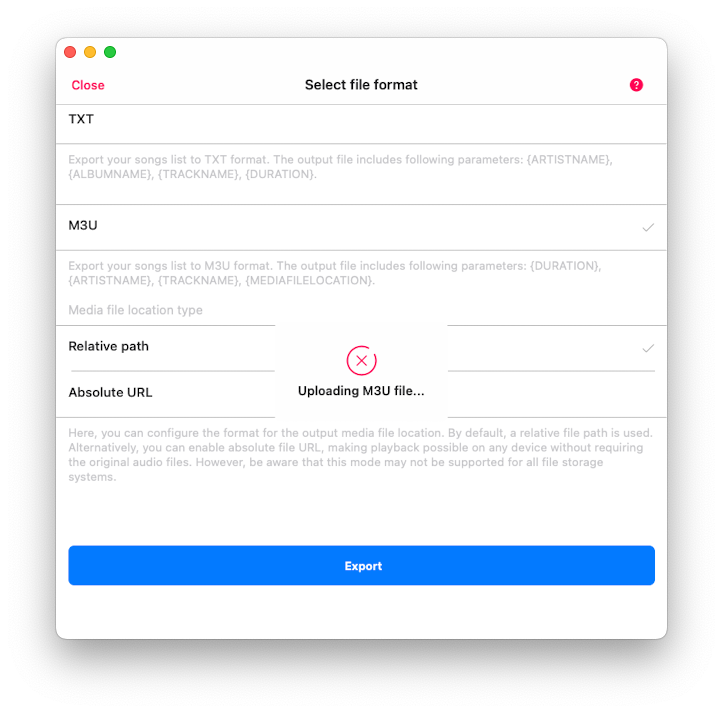 Close
Select file format
?
TXT
Export your songs list to TXT format. The output file includes following parameters: {ARTISTNAME},
{ALBUMNAME}, {TRACKNAME}, {DURATION}.
M3U
Export your songs list to M3U format. The output file includes following parameters: {DURATION},
{ARTISTNAME}, {TRACKNAME}, {MEDIAFILELOCATION}.
Media file location type
Relative path
Uploading M3U file...
Absolute URL
Here, you can configure the format for the output media file location. By default, a relative file path is used.
Alternatively, you can enable absolute file URL, making playback possible on any device without requiring
the original audio files. However, be aware that this mode may not be supported for all file storage
systems.
Export